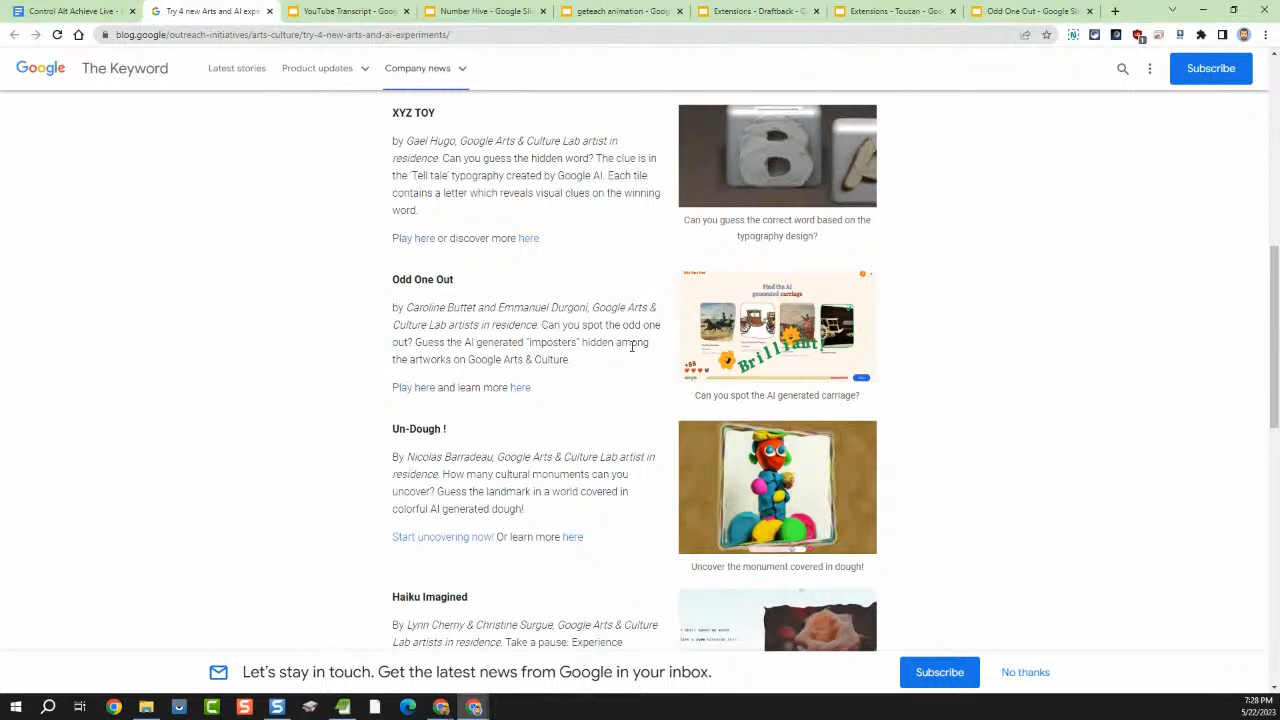 Control Alt Achieve Live -
Try 4 new Arts and AI expe
YouTube Transcript - Goog
Number Hive - Google Slid
geteach animation - Goog
Extensions - Draftback - G
Extensions - Toucan - Goo
Odd One Out - Google Slid
blog.google/outreach-initiatives/arts-culture/try-4-new-arts-and-ai-experiments/
Google The Keyword
Latest stories
Product updates
Company news
Subscribe
XYZ TOY
by Gael Hugo, Google Arts & Culture Lab artist in
residence. Can you guess the hidden word? The clue is in
the 'Tell tale' typography created by Google AI. Each tile
contains a letter which reveals visual clues on the winning
word.
Play here or discover more here
B A
Can you guess the correct word based on the
typography design?
Odd One Out
by Caroline Buttet and Emmanuel Durgoni, Google Arts &
Culture Lab artists in residence. Can you spot the odd one
out? Guess the AI generated "impostor" hidden among
the artworks on Google Arts & Culture.
Play here and learn more here
Odd One Out
Find the AI
generated carriage
Brilliant!
+88
Can you spot the AI generated carriage?
Un-Dough !
By Nicolas Barradeau, Google Arts & Culture Lab artist in
residence. How many cultural monuments can you
uncover? Guess the landmark in a world covered in
colorful AI generated dough!
Start uncovering now! Or learn more here
Uncover the monument covered in dough!
Haiku Imagined
By Lynn Cherny & Christine Surgue, Google Arts & Culture
Lab artists in residence. Take a pause: Experience
Let's stay in touch. Get the latest news from Google in your inbox.
Subscribe
No thanks
7:28 PM
5/22/2023